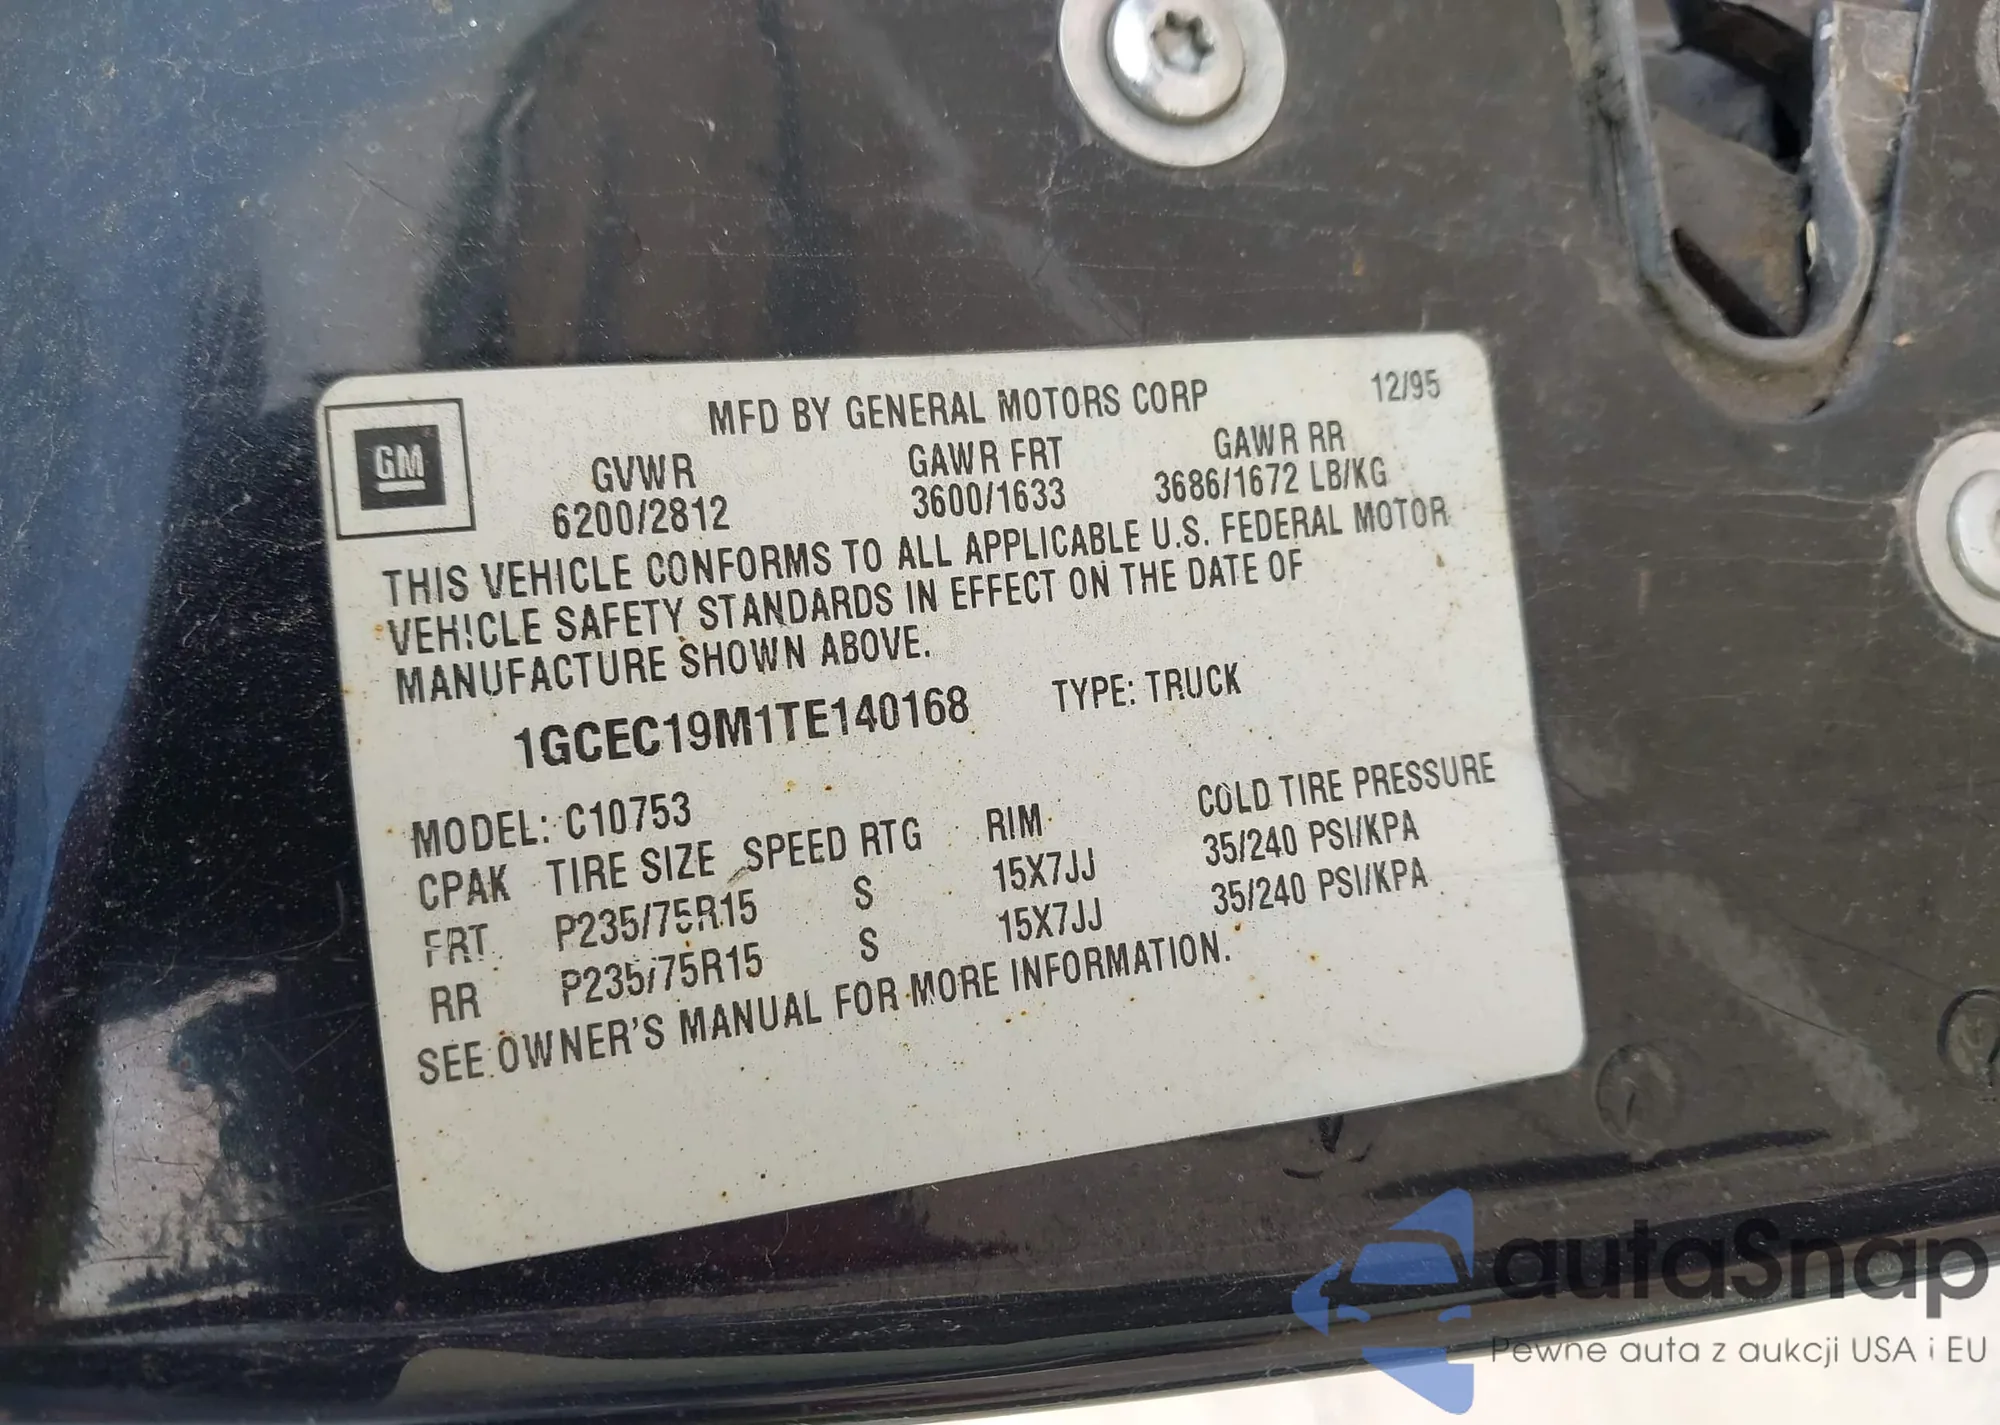 MFD BY GENERAL MOTORS CORP 12/95
GM
GVWR GAWR FRT GAWR RR
6200/2812 3600/1633 3686/1672 LB/KG
THIS VEHICLE CONFORMS TO ALL APPLICABLE U.S. FEDERAL MOTOR
VEHICLE SAFETY STANDARDS IN EFFECT ON THE DATE OF
MANUFACTURE SHOWN ABOVE.
1GCEC19M1TE140168 TYPE: TRUCK
MODEL: C10753
CPAK TIRE SIZE SPEED RTG RIM COLD TIRE PRESSURE
FRT P235/75R15 S 15X7JJ 35/240 PSI/KPA
RR P235/75R15 S 15X7JJ 35/240 PSI/KPA
SEE OWNER'S MANUAL FOR MORE INFORMATION.
autaSnap
Pewne auta z aukcji USA i EU